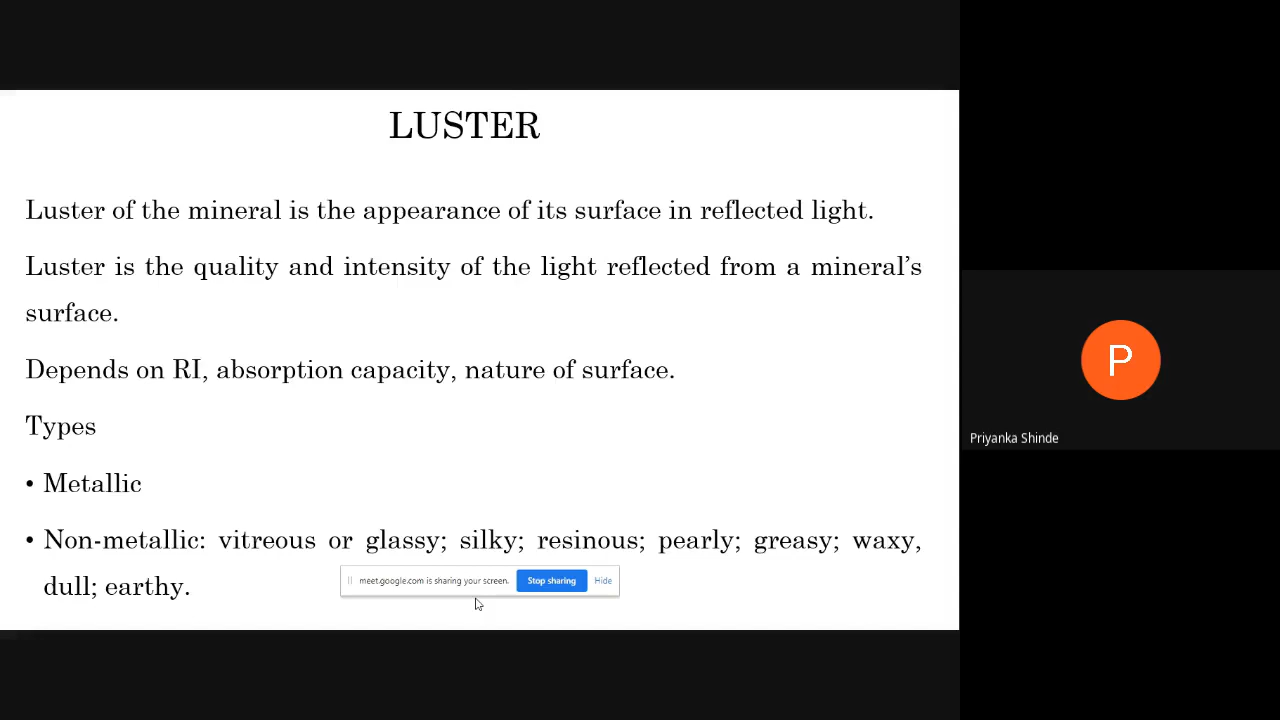 LUSTER
Luster of the mineral is the appearance of its surface in reflected light.
Luster is the quality and intensity of the light reflected from a mineral's
surface.
Depends on RI, absorption capacity, nature of surface.
Types
• Metallic
• Non-metallic: vitreous or glassy; silky; resinous; pearly; greasy; waxy,
dull; earthy.
meet.google.com is sharing your screen. Stop sharing Hide
P
Priyanka Shinde